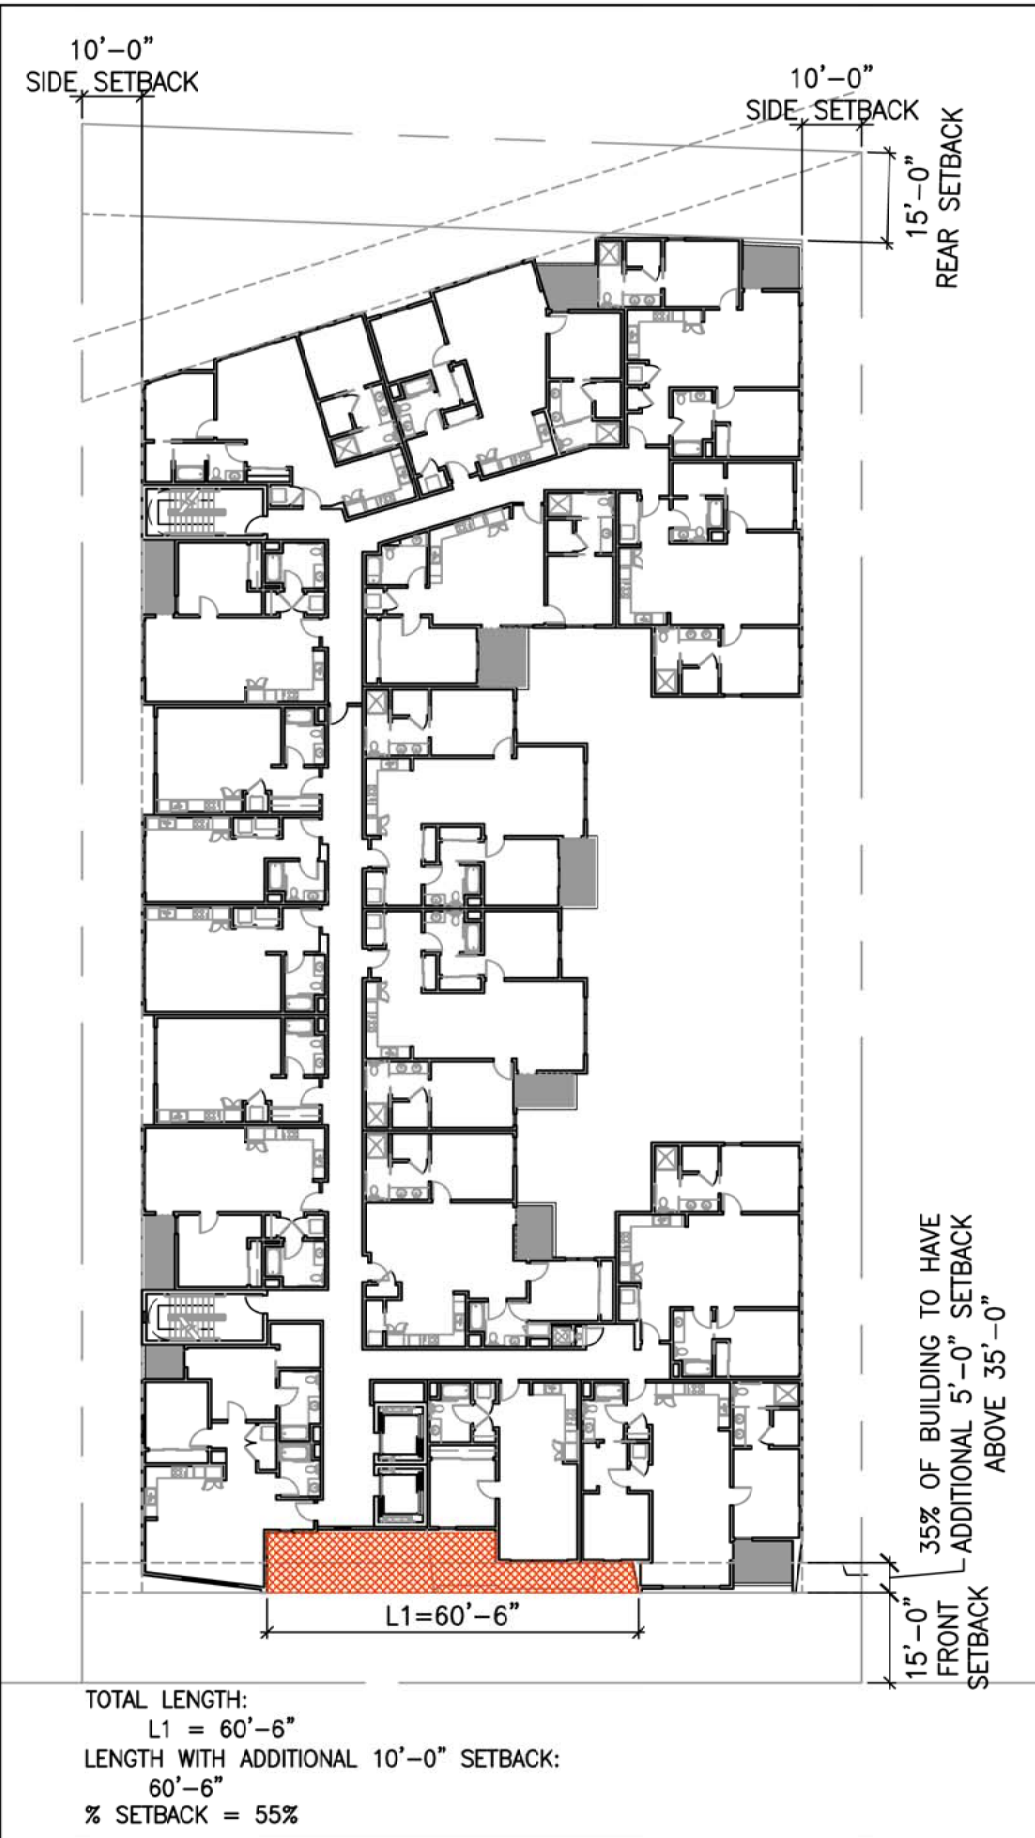 10'-0"
SIDE SETBACK
10'-0"
SIDE SETBACK
15'-0"
REAR SETBACK
35% OF BUILDING TO HAVE
ADDITIONAL 5'-0" SETBACK
ABOVE 35'-0"
15'-0"
FRONT
SETBACK
L1=60'-6"
TOTAL LENGTH:
L1 = 60'-6"
LENGTH WITH ADDITIONAL 10'-0" SETBACK:
60'-6"
% SETBACK = 55%